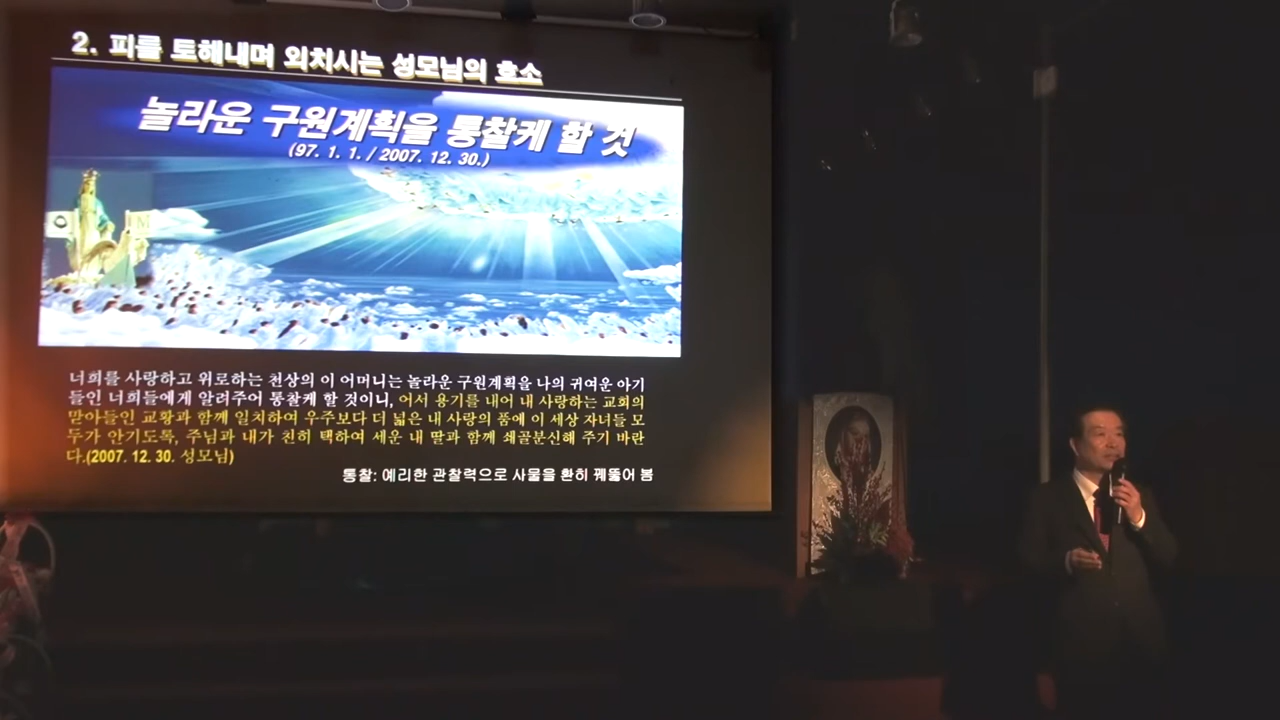 2. 피를 토해내며 외치시는 성모님의 호소
놀라운 구원계획을 통찰케 할 것
(97. 1. 1. / 2007. 12. 30.)
너희를 사랑하고 위로하는 천상의 이 어머니는 놀라운 구원계획을 나의 귀여운 아기
들인 너희들에게 알려주어 통찰케 할 것이니, 어서 용기를 내어 내 사랑하는 교회의
맏아들인 교황과 함께 일치하여 우주보다 더 넓은 내 사랑의 품에 이 세상 자녀들 모
두가 안기도록, 주님과 내가 친히 택하여 세운 내 딸과 함께 쇄골분신해 주기 바란
다.(2007. 12. 30. 성모님)
통찰: 예리한 관찰력으로 사물을 환히 꿰뚫어 봄